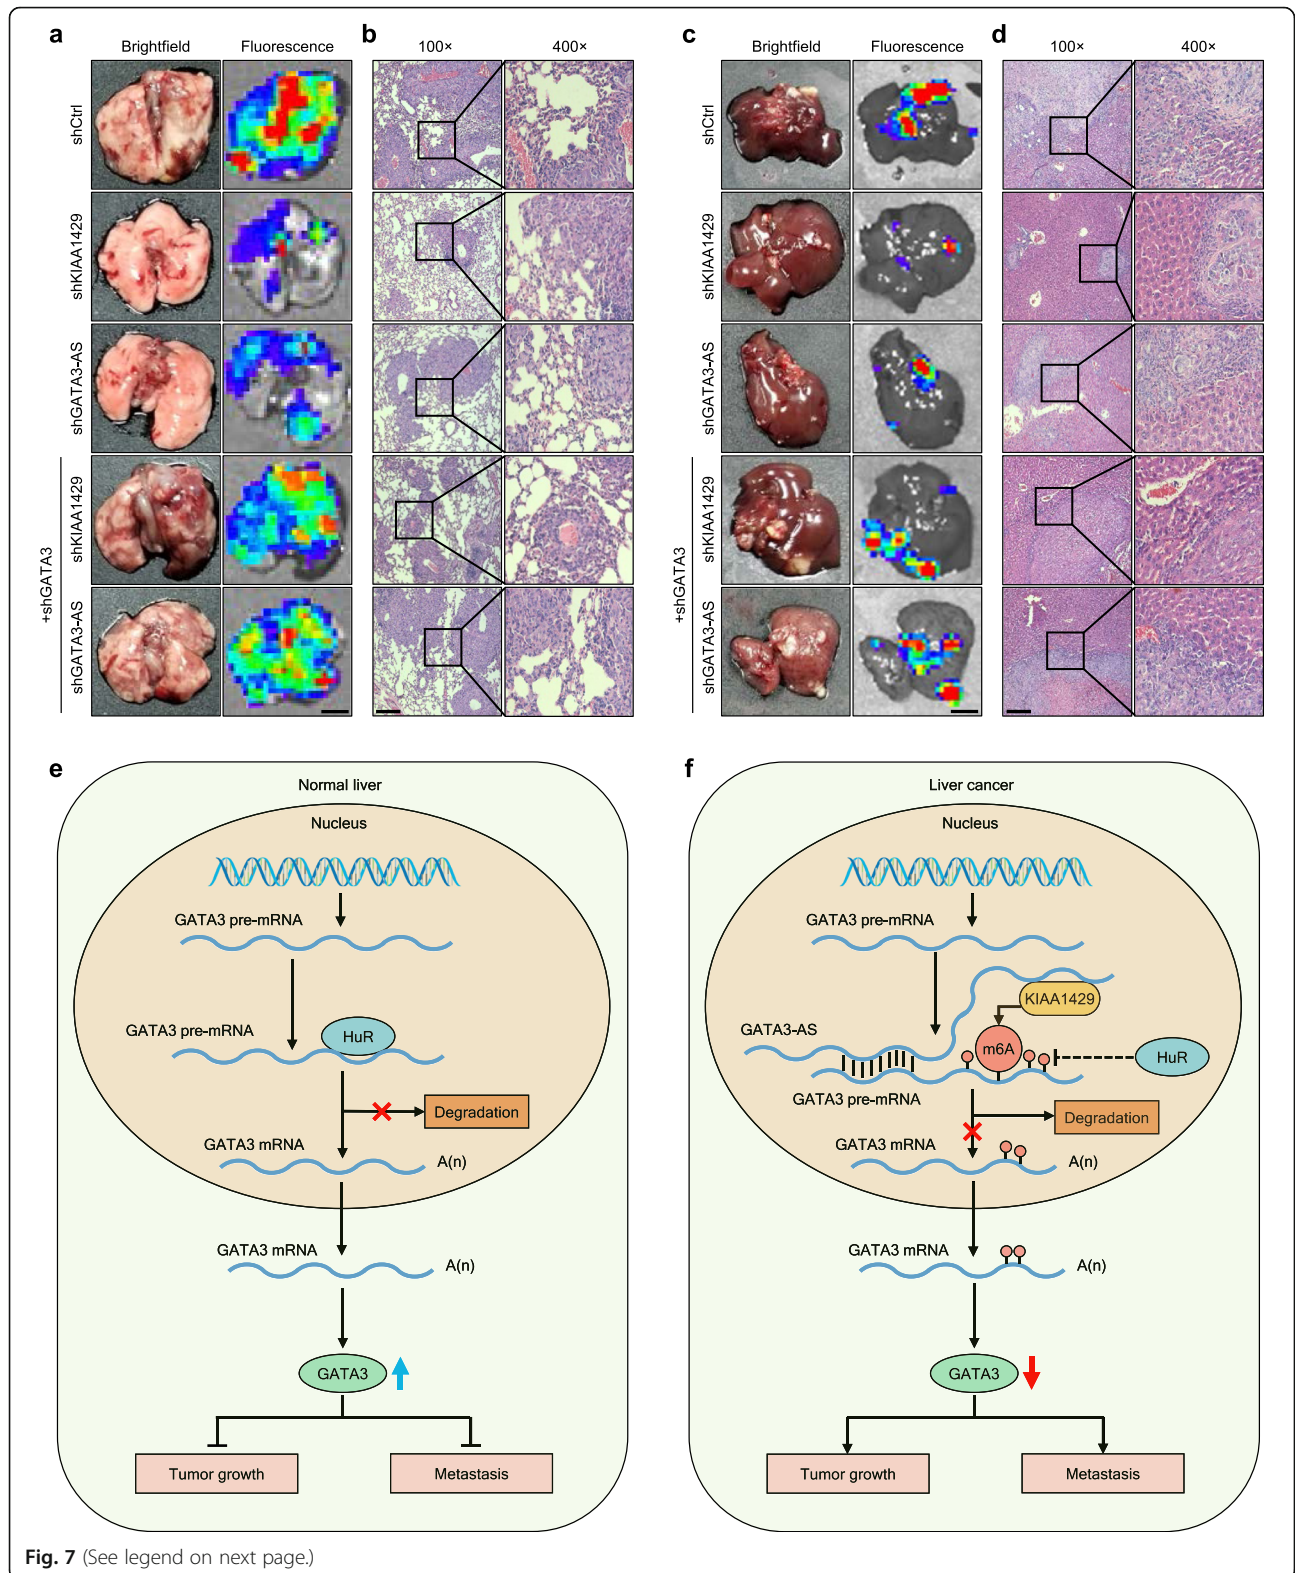 a
b
c
d
Brightfield
Fluorescence
100×
400×
Brightfield
Fluorescence
100×
400×
shCtrl
shKIAA1429
shGATA3-AS
+shGATA3
shKIAA1429
shGATA3-AS
shCtrl
shKIAA1429
shGATA3-AS
+shGATA3
shKIAA1429
shGATA3-AS
e
Normal liver
Nucleus
GATA3 pre-mRNA
GATA3 pre-mRNA
HuR
Degradation
GATA3 mRNA
A(n)
GATA3 mRNA
A(n)
GATA3
Tumor growth
Metastasis
f
Liver cancer
Nucleus
GATA3 pre-mRNA
KIAA1429
GATA3-AS
m6A
HuR
GATA3 pre-mRNA
Degradation
GATA3 mRNA
A(n)
GATA3 mRNA
A(n)
GATA3
Tumor growth
Metastasis
Fig. 7 (See legend on next page.)